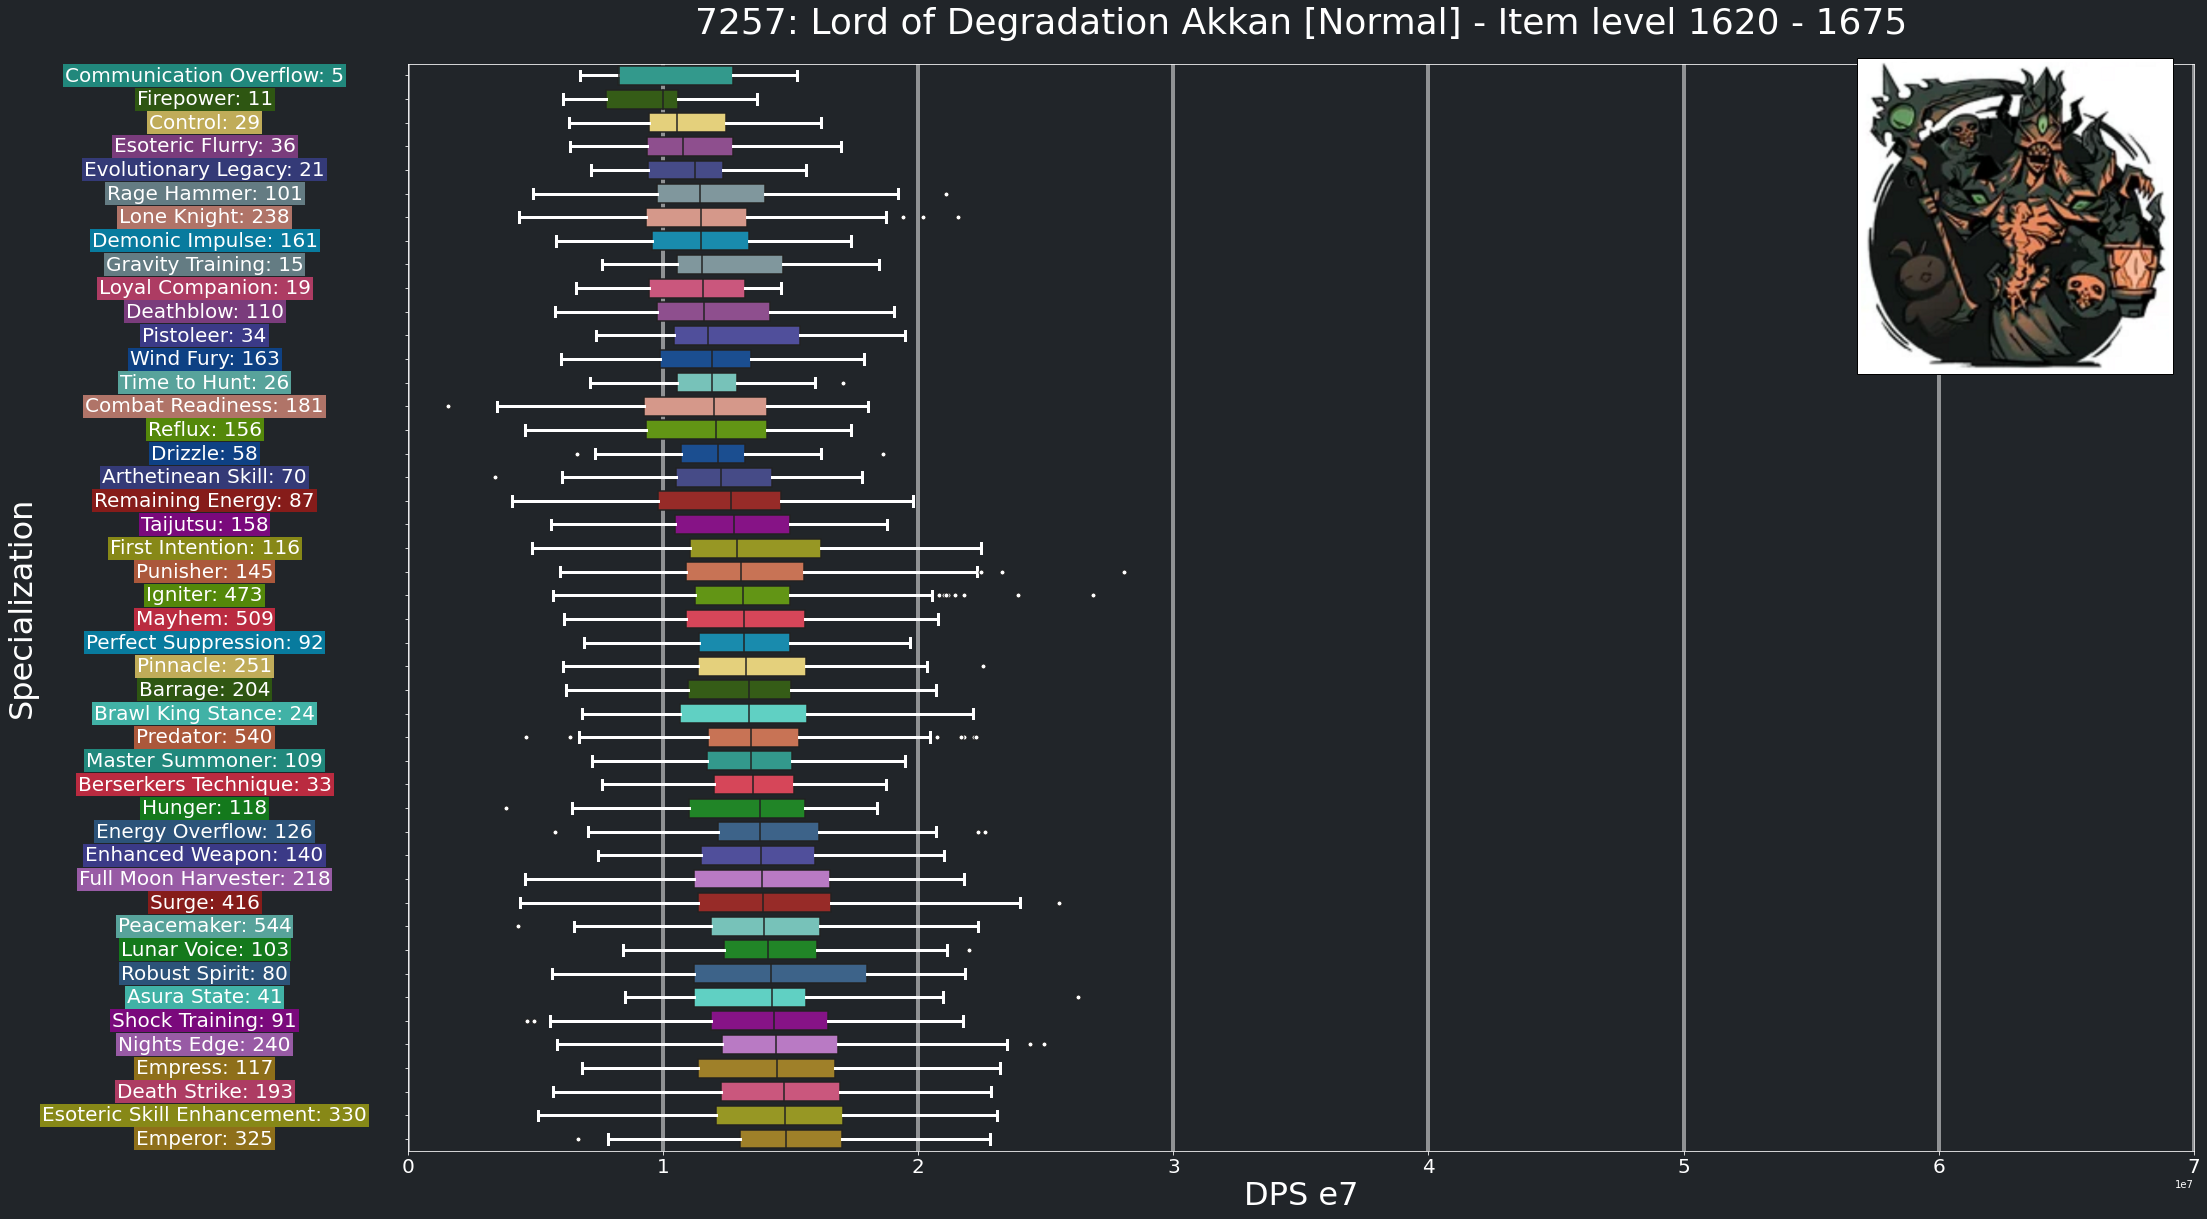 7257: Lord of Degradation Akkan [Normal] - Item level 1620 - 1675
Communication Overflow: 5
Firepower: 11
Control: 29
Esoteric Flurry: 36
Evolutionary Legacy: 21
Rage Hammer: 101
Lone Knight: 238
Demonic Impulse: 161
Gravity Training: 15
Loyal Companion: 19
Deathblow: 110
Pistoleer: 34
Wind Fury: 163
Time to Hunt: 26
Combat Readiness: 181
Reflux: 156
Drizzle: 58
Arthetinean Skill: 70
Remaining Energy: 87
Taijutsu: 158
First Intention: 116
Punisher: 145
Igniter: 473
Mayhem: 509
Perfect Suppression: 92
Pinnacle: 251
Barrage: 204
Brawl King Stance: 24
Predator: 540
Master Summoner: 109
Berserkers Technique: 33
Hunger: 118
Energy Overflow: 126
Enhanced Weapon: 140
Full Moon Harvester: 218
Surge: 416
Peacemaker: 544
Lunar Voice: 103
Robust Spirit: 80
Asura State: 41
Shock Training: 91
Nights Edge: 240
Empress: 117
Death Strike: 193
Esoteric Skill Enhancement: 330
Emperor: 325
Specialization
0 1 2 3 4 5 6 7
1e7
DPS e7